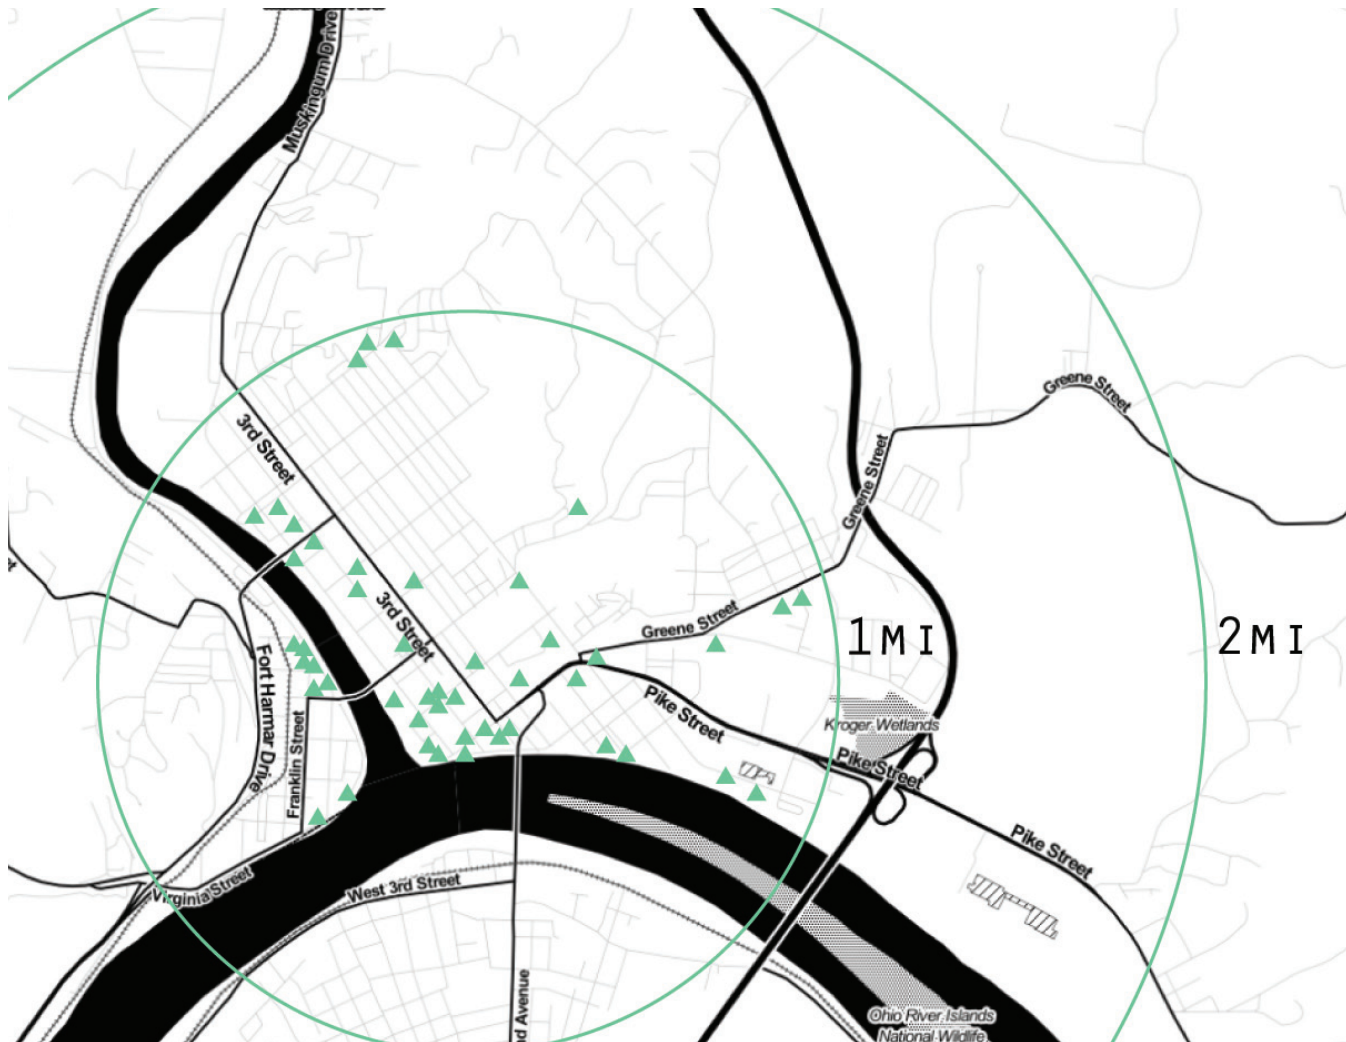 Muskingum Drive
Greene Street
3rd Street
Greene Street
3rd Street
Greene Street
1MI
2MI
Fort Harmar Drive
Pike Street
Kroger Wetlands
Franklin Street
Pike Street
Pike Street
Virginia Street
West 3rd Street
Avenue
Ohio River Islands
National Wildlife